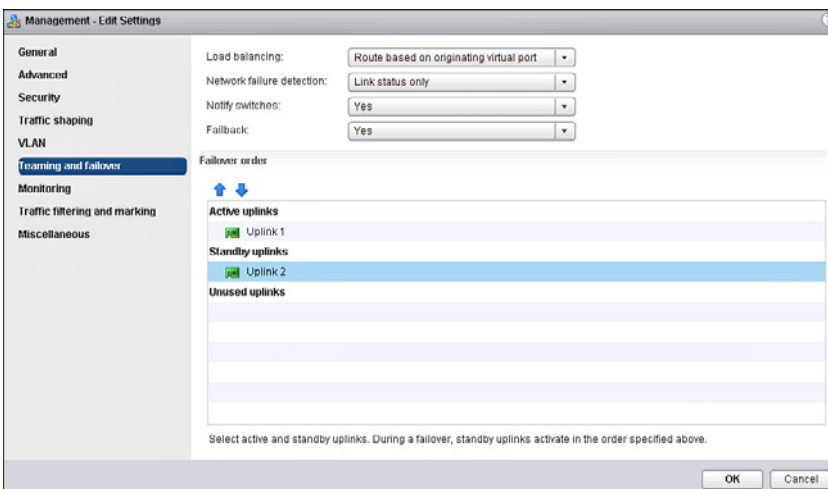 Management - Edit Settings
General
Advanced
Security
Traffic shaping
VLAN
Teaming and failover
Monitoring
Traffic filtering and marking
Miscellaneous
Load balancing: Route based on originating virtual port
Network failure detection: Link status only
Notify switches: Yes
Failback: Yes
Failover order
Active uplinks
Uplink 1
Standby uplinks
Uplink 2
Unused uplinks
Select active and standby uplinks. During a failover, standby uplinks activate in the order specified above.
OK Cancel